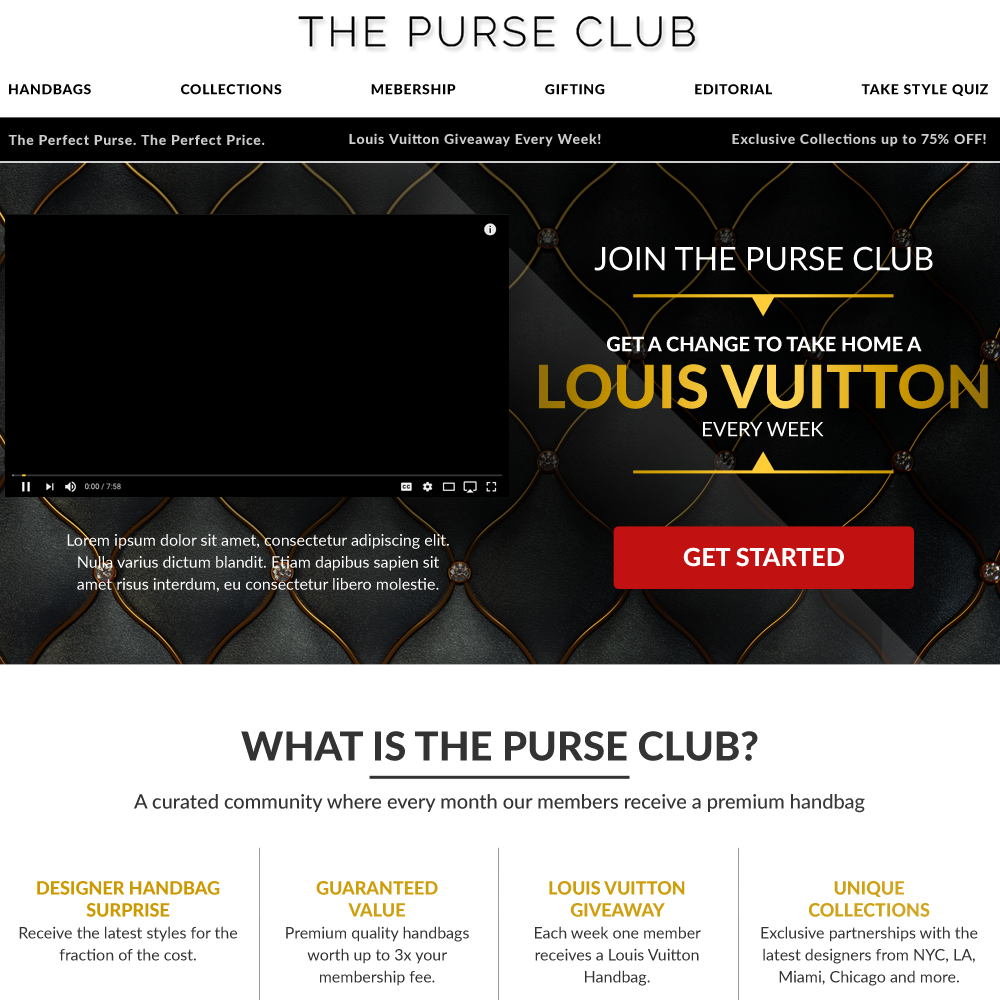 THE PURSE CLUB
HANDBAGS COLLECTIONS MEBERSHIP GIFTING EDITORIAL TAKE STYLE QUIZ
The Perfect Purse. The Perfect Price. Louis Vuitton Giveaway Every Week! Exclusive Collections up to 75% OFF!
i
0:00 / 7:58
CC
Lorem ipsum dolor sit amet, consectetur adipiscing elit.
Nulla varius dictum blandit. Etiam dapibus sapien sit
amet risus interdum, eu consectetur libero molestie.
JOIN THE PURSE CLUB
GET A CHANGE TO TAKE HOME A
LOUIS VUITTON
EVERY WEEK
GET STARTED
WHAT IS THE PURSE CLUB?
A curated community where every month our members receive a premium handbag
DESIGNER HANDBAG
SURPRISE
Receive the latest styles for the
fraction of the cost.
GUARANTEED
VALUE
Premium quality handbags
worth up to 3x your
membership fee.
LOUIS VUITTON
GIVEAWAY
Each week one member
receives a Louis Vuitton
Handbag.
UNIQUE
COLLECTIONS
Exclusive partnerships with the
latest designers from NYC, LA,
Miami, Chicago and more.